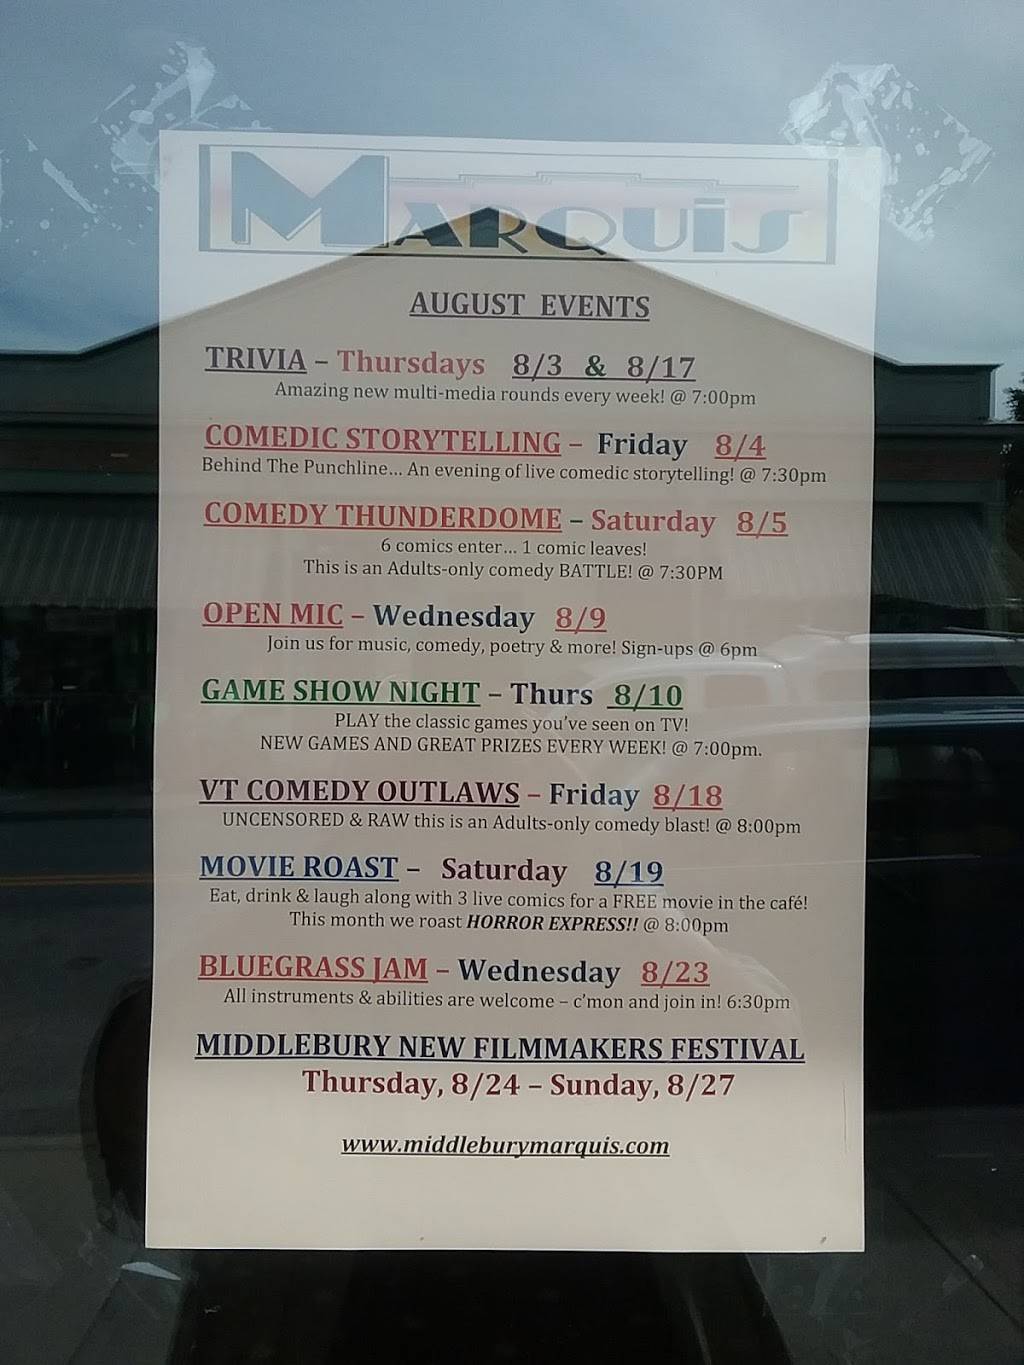 MARQUiS
AUGUST EVENTS
TRIVIA – Thursdays 8/3 & 8/17
Amazing new multi-media rounds every week! @ 7:00pm
COMEDIC STORYTELLING – Friday 8/4
Behind The Punchline... An evening of live comedic storytelling! @ 7:30pm
COMEDY THUNDERDOME – Saturday 8/5
6 comics enter... 1 comic leaves!
This is an Adults-only comedy BATTLE! @ 7:30PM
OPEN MIC – Wednesday 8/9
Join us for music, comedy, poetry & more! Sign-ups @ 6pm
GAME SHOW NIGHT – Thurs 8/10
PLAY the classic games you've seen on TV!
NEW GAMES AND GREAT PRIZES EVERY WEEK! @ 7:00pm.
VT COMEDY OUTLAWS – Friday 8/18
UNCENSORED & RAW this is an Adults-only comedy blast! @ 8:00pm
MOVIE ROAST – Saturday 8/19
Eat, drink & laugh along with 3 live comics for a FREE movie in the café!
This month we roast HORROR EXPRESS!! @ 8:00pm
BLUEGRASS JAM – Wednesday 8/23
All instruments & abilities are welcome – c'mon and join in! 6:30pm
MIDDLEBURY NEW FILMMAKERS FESTIVAL
Thursday, 8/24 – Sunday, 8/27
www.middleburymarquis.com